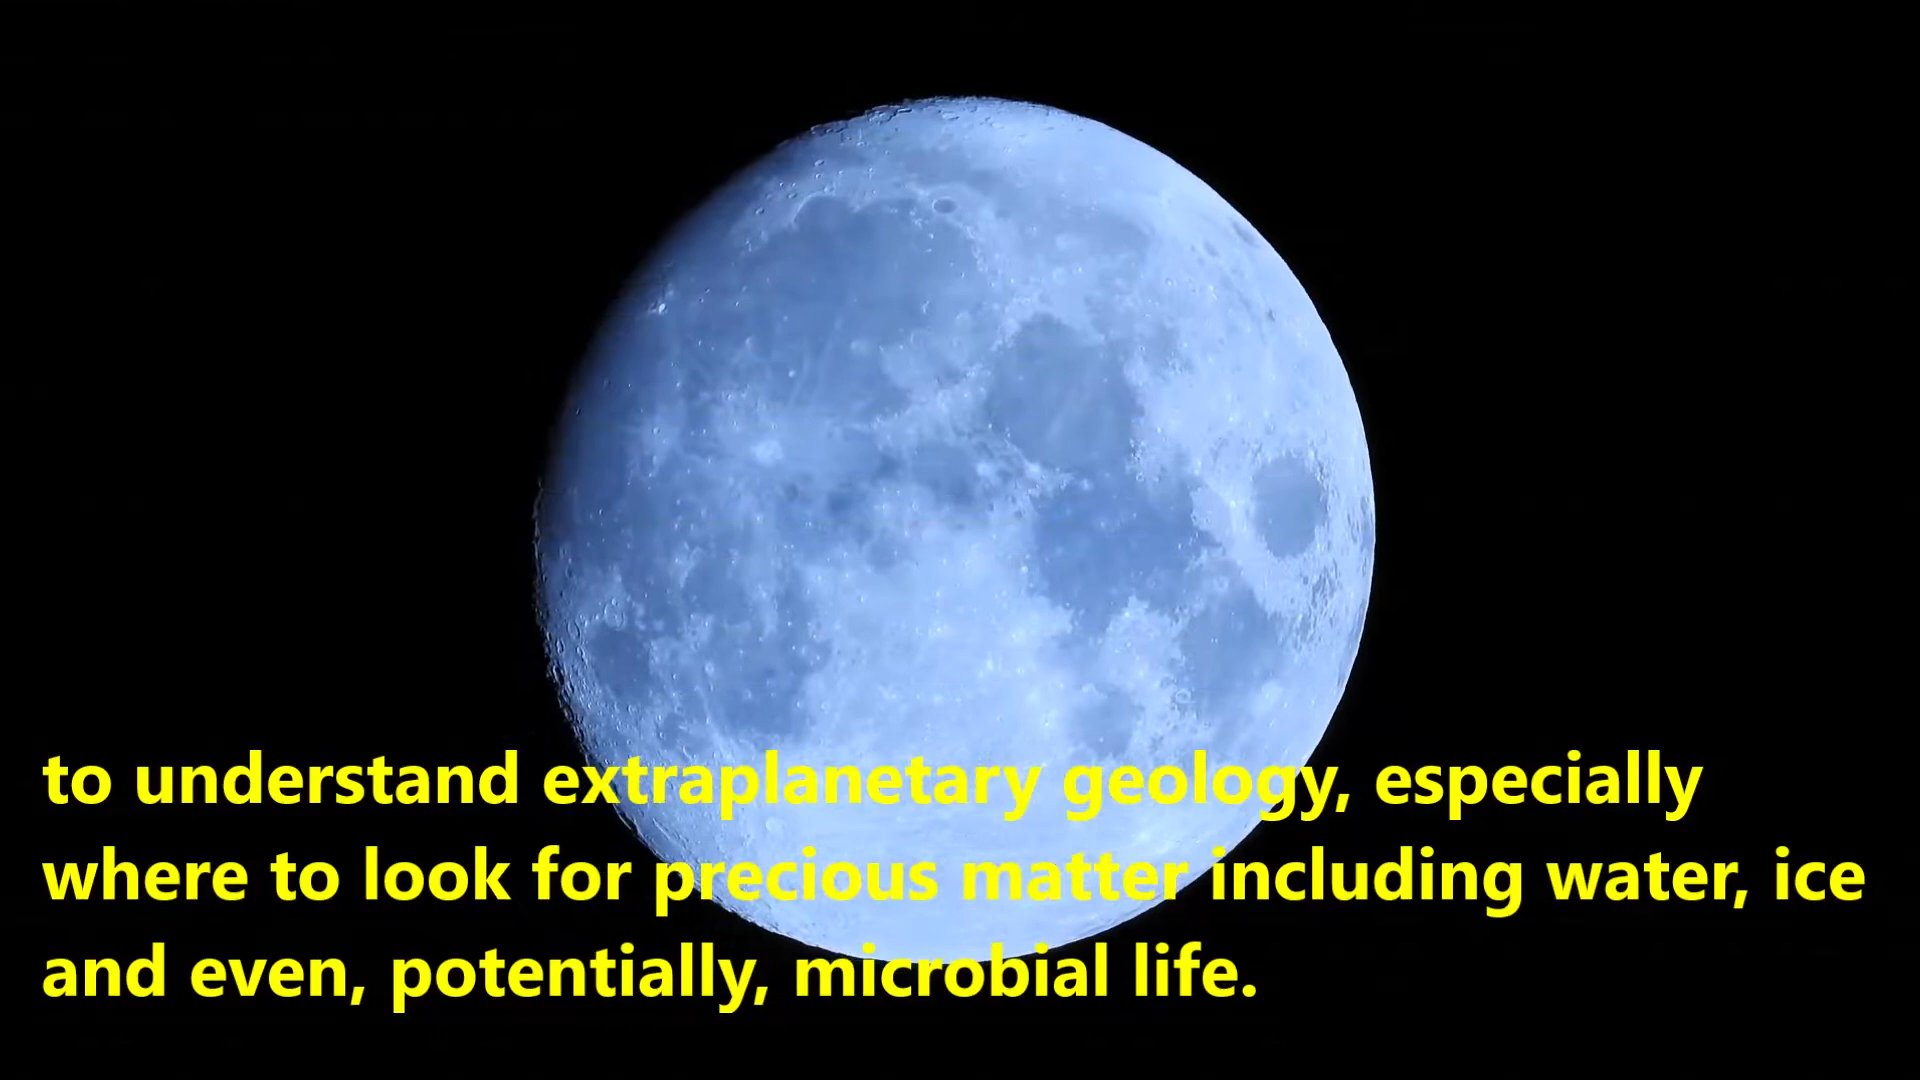 to understand extraplanetary geology, especially
where to look for precious matter including water, ice
and even, potentially, microbial life.